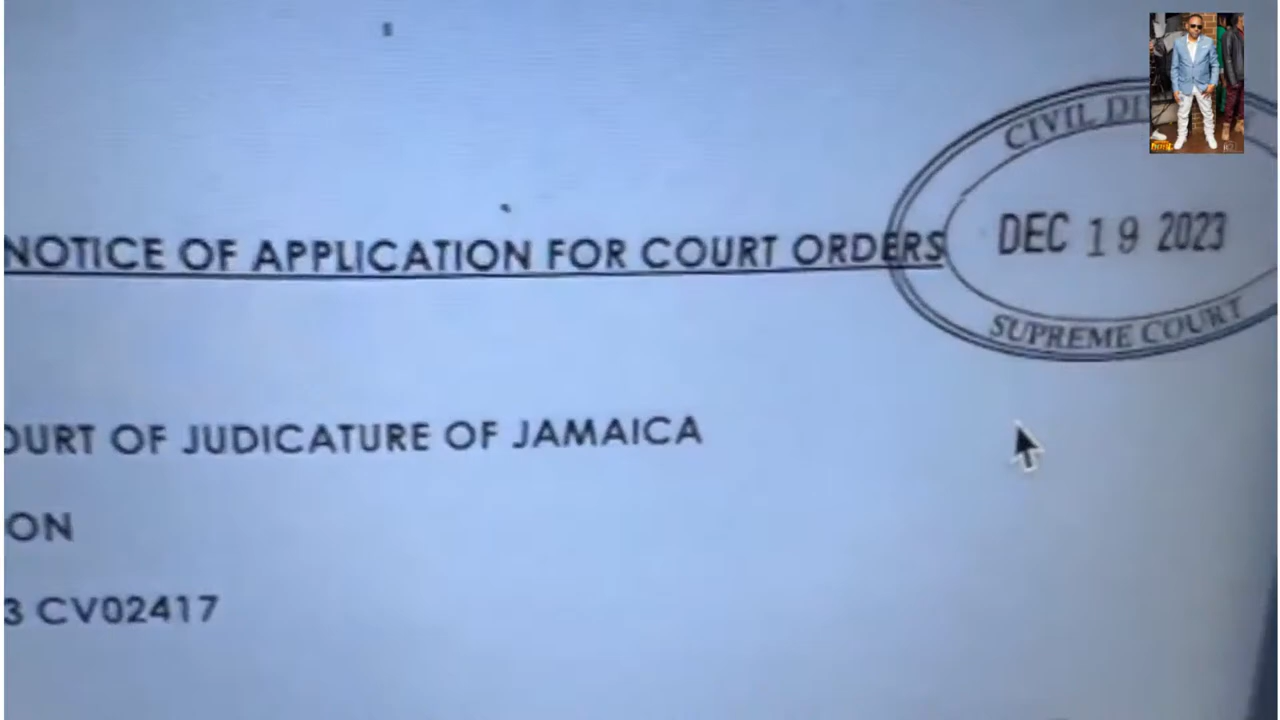 CIVIL DI
NOTICE OF APPLICATION FOR COURT ORDERS
DEC 19 2023
SUPREME COURT
OURT OF JUDICATURE OF JAMAICA
ON
3 CV02417